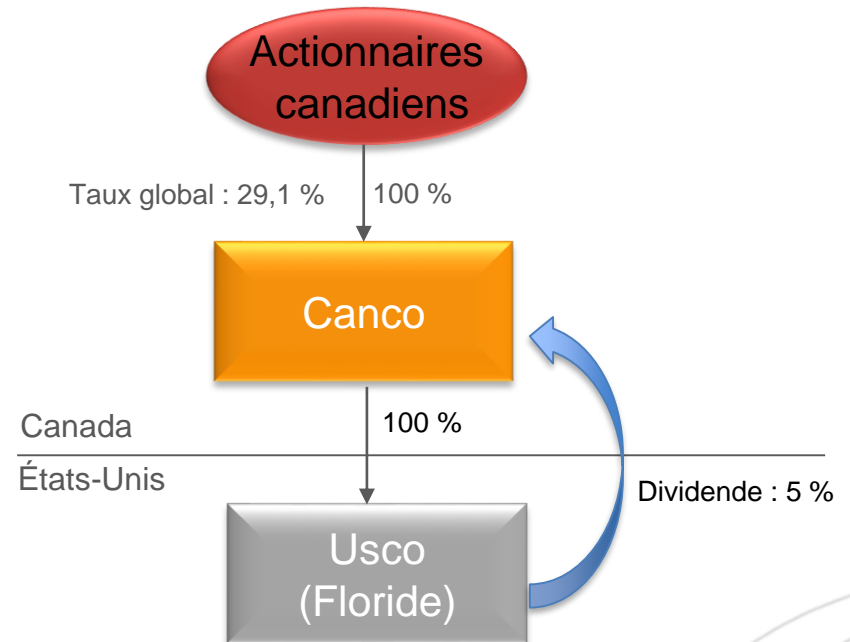 Actionnaires
canadiens
Taux global : 29,1 %
100 %
Canco
Canada
100 %
États-Unis
Dividende : 5 %
Usco
(Floride)